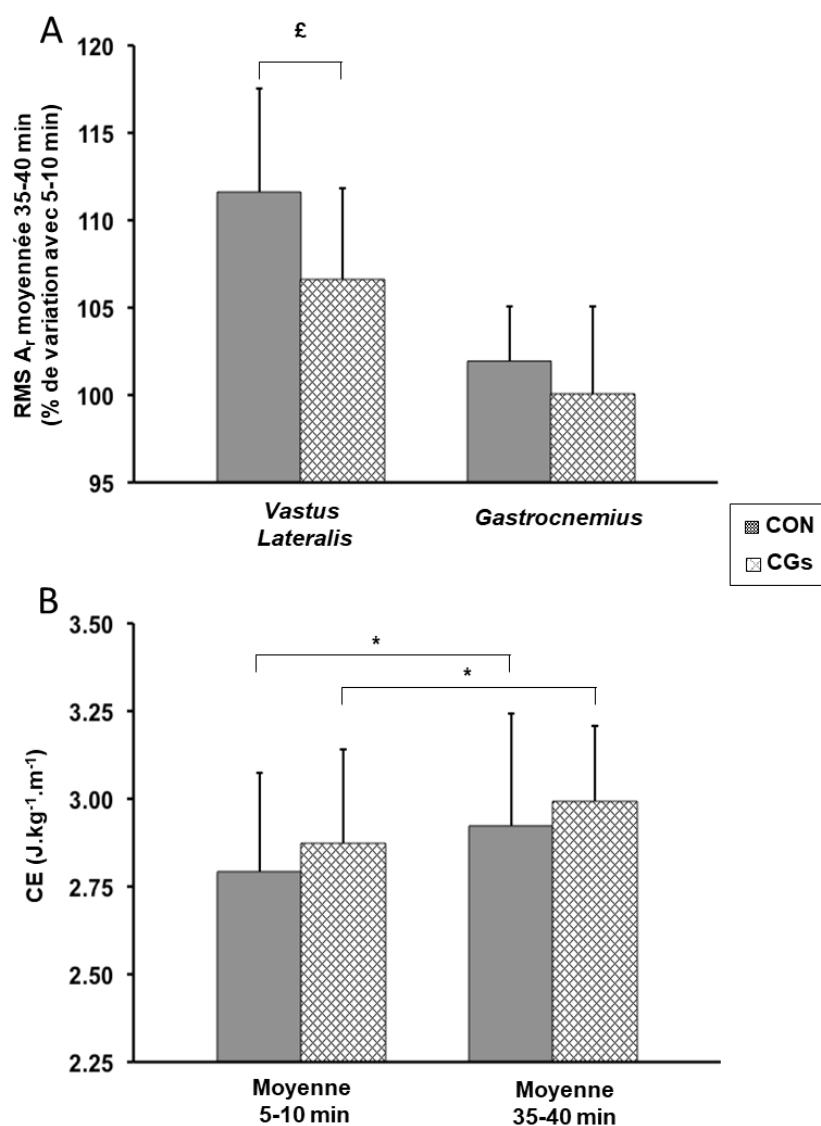 A
£
RMS Ar moyennée 35-40 min
(% de variation avec 5-10 min)
120
115
110
105
100
95
Vastus
Lateralis
Gastrocnemius
CON
CGs
B
*
*
CE (J.kg-1.m-1)
3.50
3.25
3.00
2.75
2.50
2.25
Moyenne
5-10 min
Moyenne
35-40 min